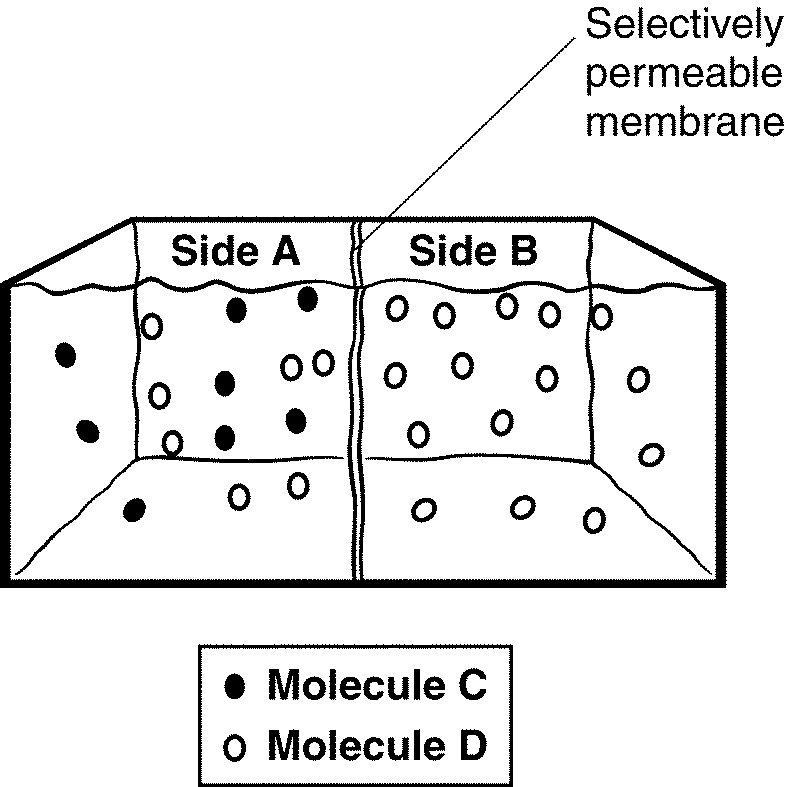 Selectively
permeable
membrane
Side A
Side B
Molecule C
Molecule D